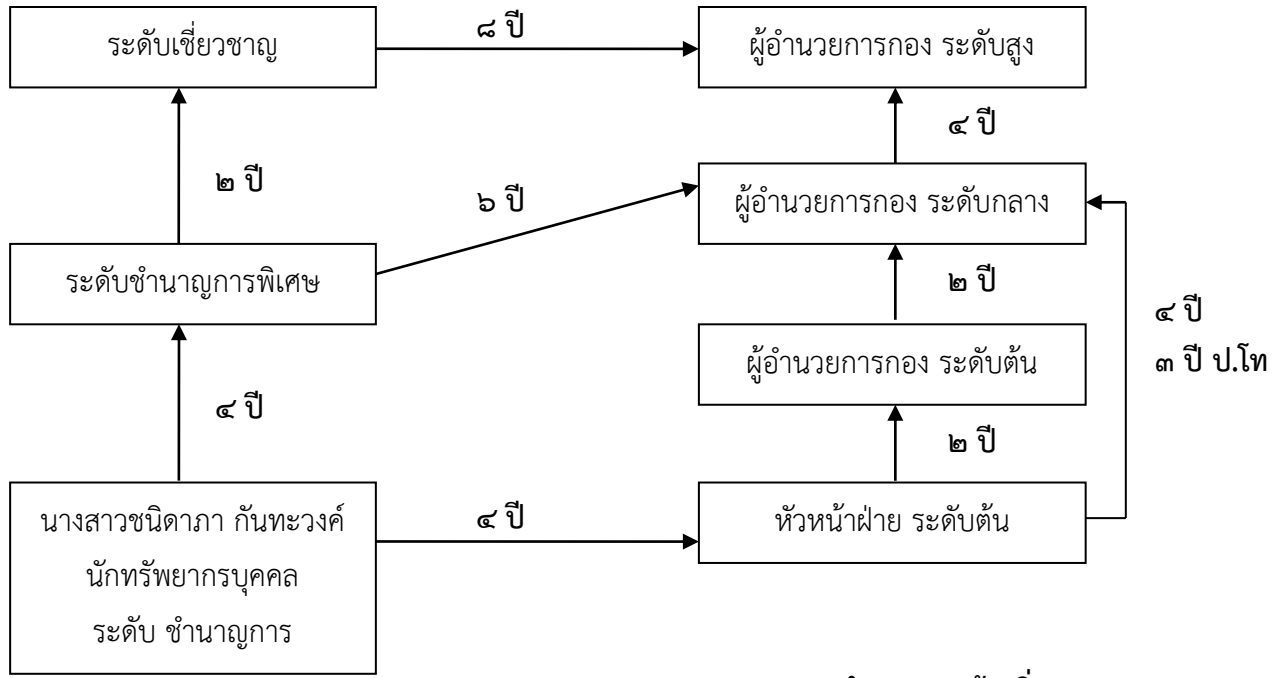 ระดับเชี่ยวชาญ
๘ ปี
ผู้อำนวยการกอง ระดับสูง
๔ ปี
๒ ปี
๖ ปี
ผู้อำนวยการกอง ระดับกลาง
ระดับชำนาญการพิเศษ
๒ ปี
๔ ปี
๓ ปี ป.โท
ผู้อำนวยการกอง ระดับต้น
๔ ปี
๒ ปี
นางสาวชนิดาภา กันทะวงค์
นักทรัพยากรบุคคล
ระดับ ชำนาญการ
๔ ปี
หัวหน้าฝ่าย ระดับต้น